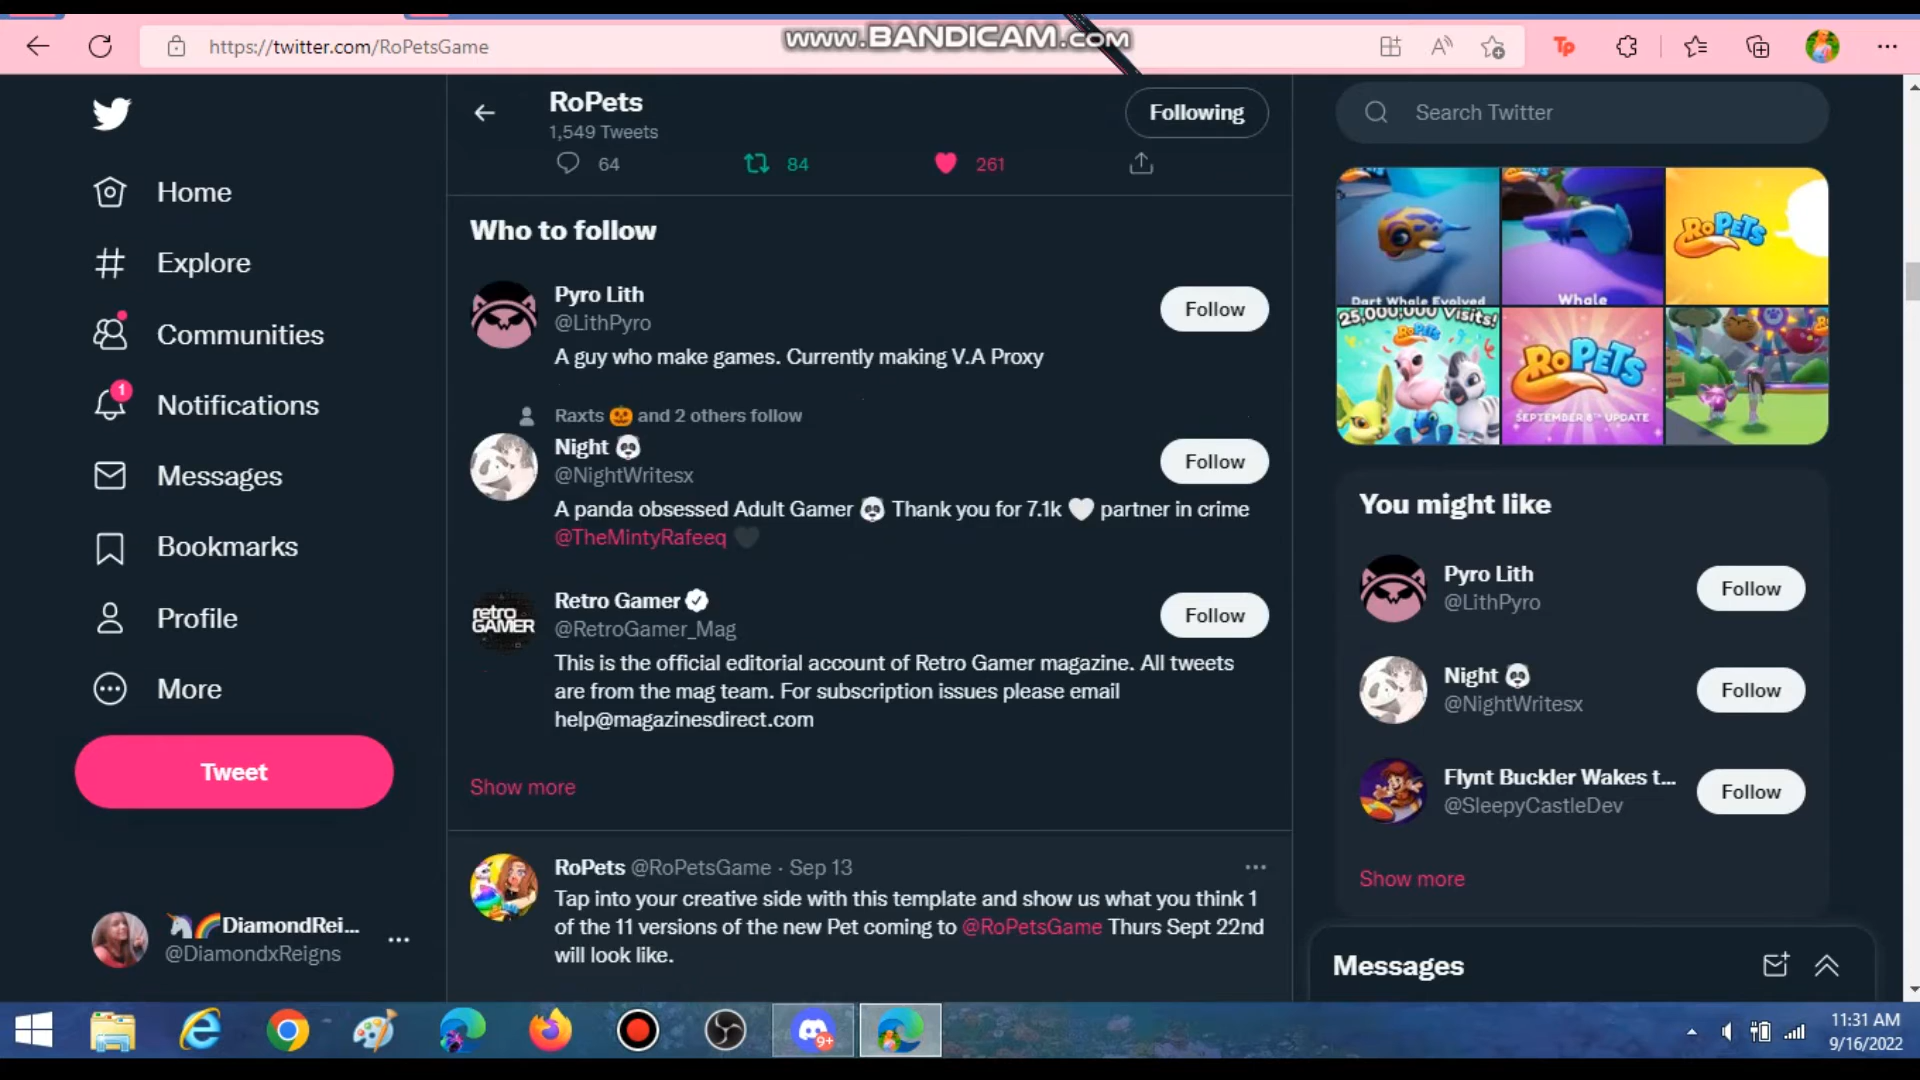 https://twitter.com/RoPetsGame
www.BANDICAM.com
RoPets
1,549 Tweets
Following
64
84
261
Search Twitter
Home
Explore
Communities
1
Notifications
Messages
Bookmarks
Profile
More
Tweet
DiamondRei...
@DiamondxReigns
Who to follow
Pyro Lith
@LithPyro
A guy who make games. Currently making V.A Proxy
Follow
Raxts 🎃 and 2 others follow
Night 🐼
@NightWritesx
A panda obsessed Adult Gamer 🐼 Thank you for 7.1k 🤍 partner in crime
@TheMintyRafeeq 🖤
Follow
Retro Gamer
@RetroGamer_Mag
This is the official editorial account of Retro Gamer magazine. All tweets
are from the mag team. For subscription issues please email
help@magazinesdirect.com
Follow
retro
GAMER
Show more
RoPets @RoPetsGame · Sep 13
Tap into your creative side with this template and show us what you think 1
of the 11 versions of the new Pet coming to @RoPetsGame Thurs Sept 22nd
will look like.
Dart Whale Evolved
Whale
RoPETS
25,000,000 Visits!
RoPETS
RoPETS
SEPTEMBER 8TH UPDATE
You might like
Pyro Lith
@LithPyro
Follow
Night 🐼
@NightWritesx
Follow
Flynt Buckler Wakes t...
@SleepyCastleDev
Follow
Show more
Messages
9+
11:31 AM
9/16/2022